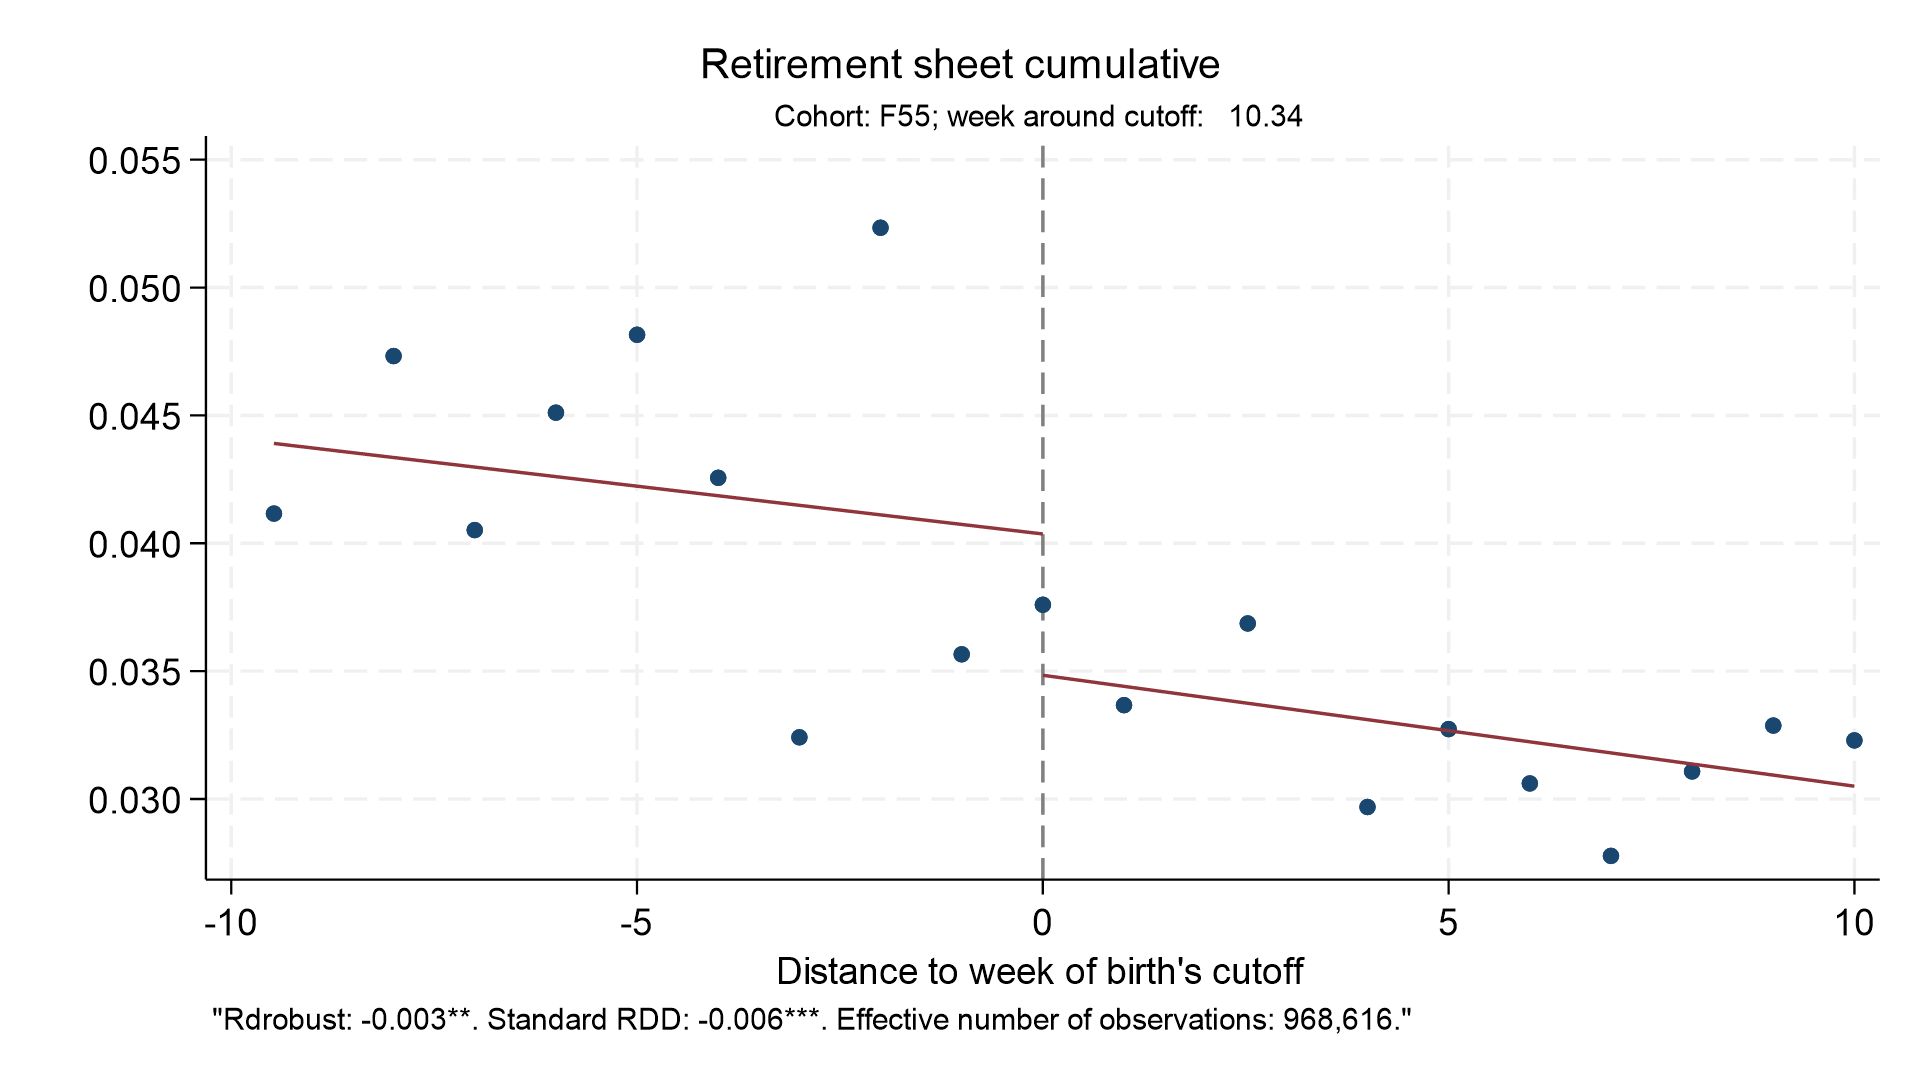 Retirement sheet cumulative
Cohort: F55; week around cutoff: 10.34
0.055
0.050
0.045
0.040
0.035
0.030
-10 -5 0 5 10
Distance to week of birth's cutoff
"Rdrobust: -0.003**. Standard RDD: -0.006***. Effective number of observations: 968,616."